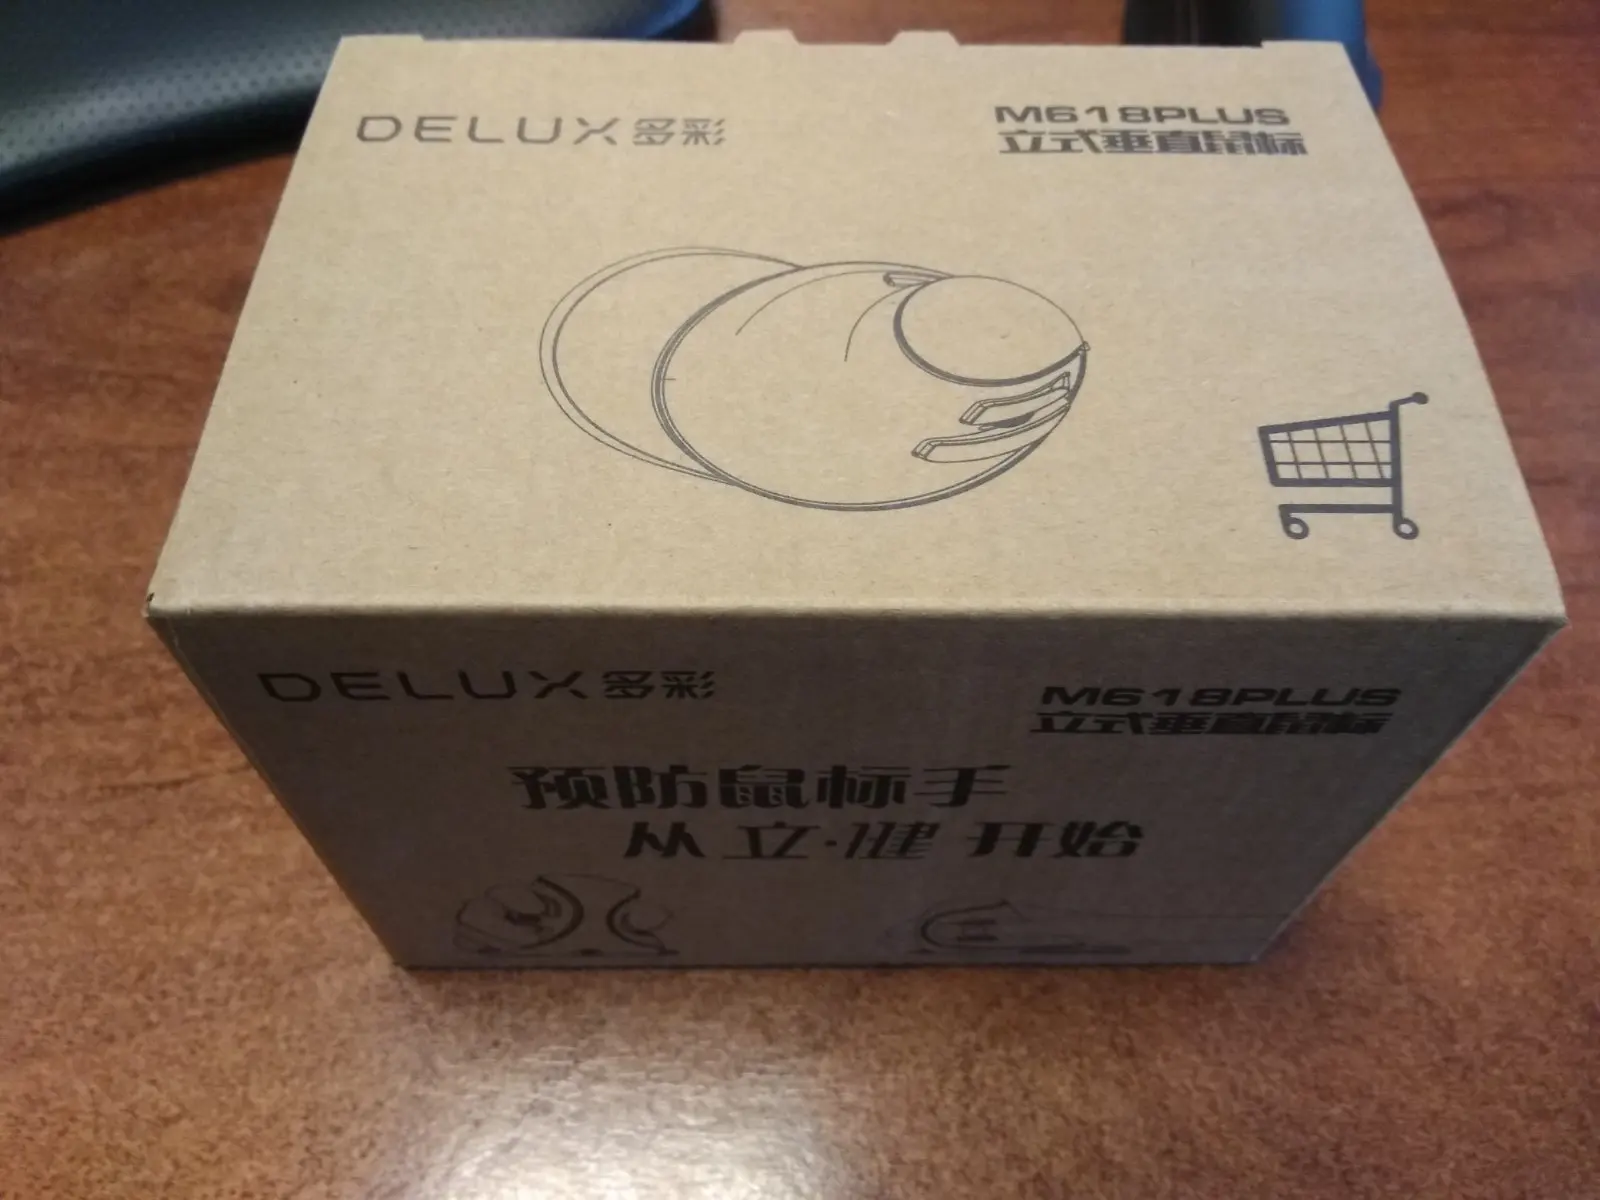 DELUX多彩
M618PLUS
立式垂直鼠标
DELUX多彩
M618PLUS
立式垂直鼠标
预防鼠标手
从 立·健 开始